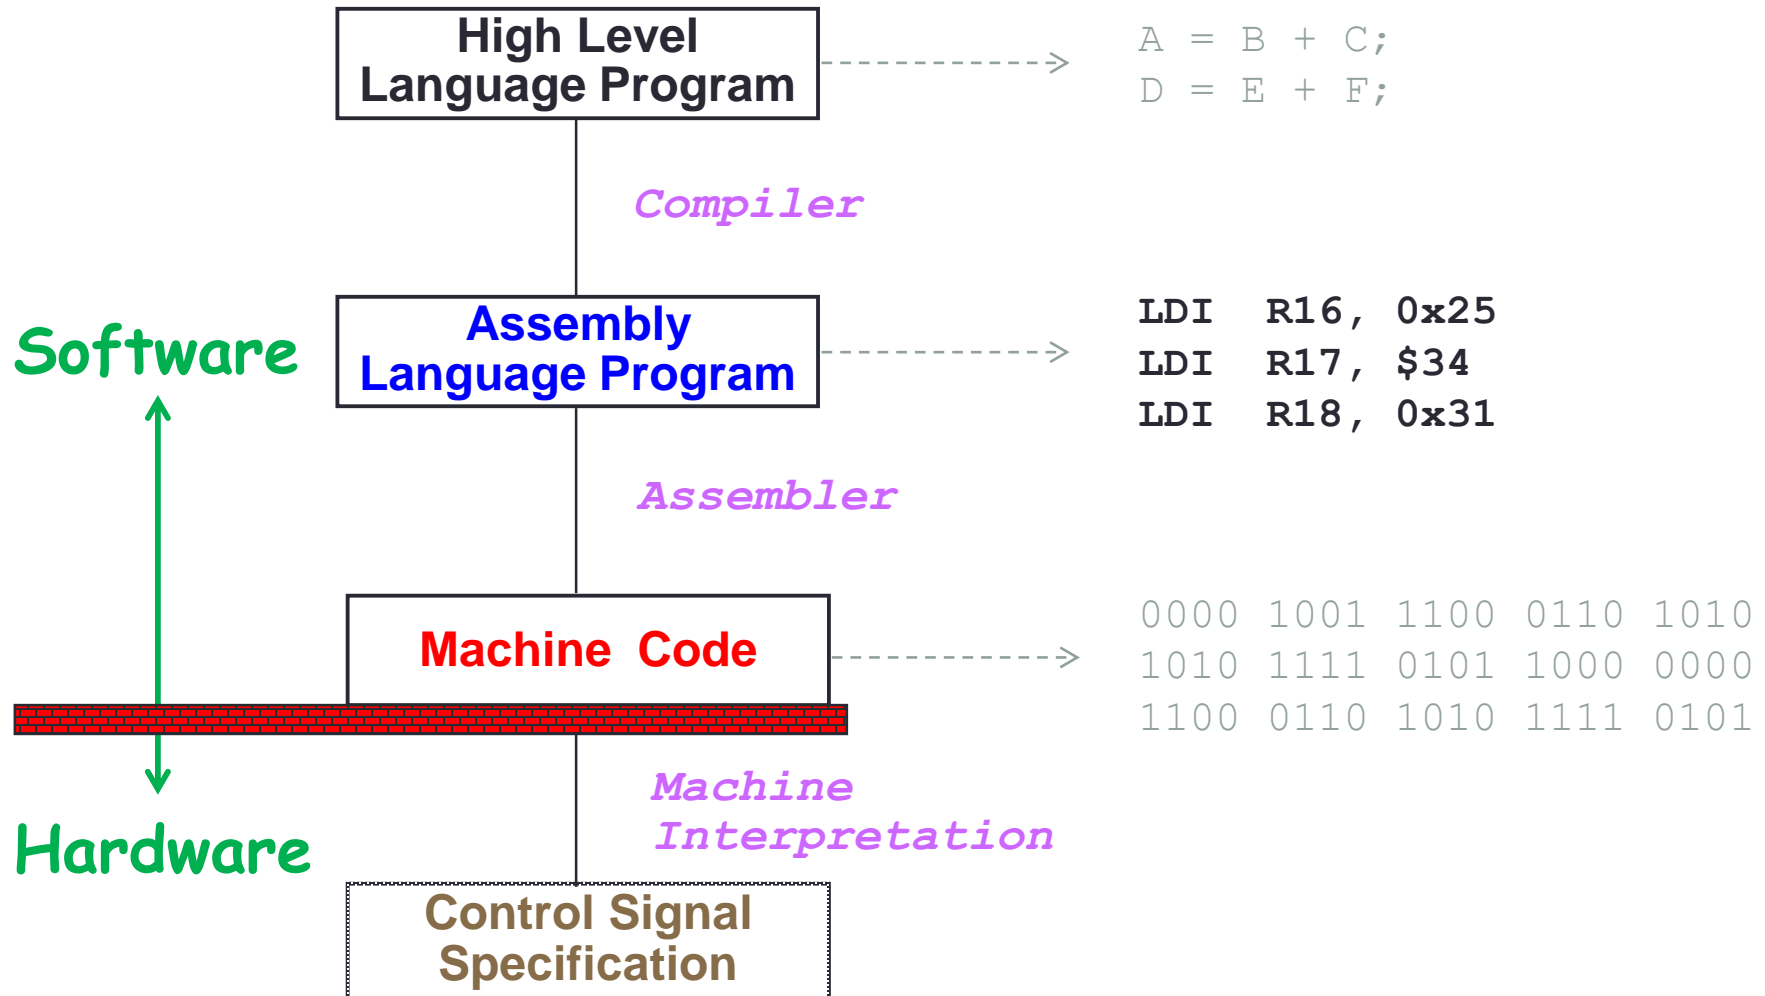 High Level
Language Program
A = B + C;
D = E + F;
Compiler
Software
Assembly
Language Program
LDI R16, 0x25
LDI R17, $34
LDI R18, 0x31
Assembler
Machine Code
0000 1001 1100 0110 1010
1010 1111 0101 1000 0000
1100 0110 1010 1111 0101
Machine
Interpretation
Hardware
Control Signal
Specification